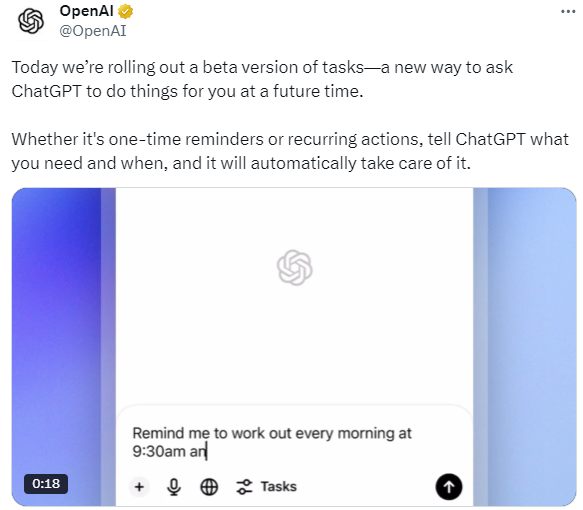 OpenAI
@OpenAI
Today we’re rolling out a beta version of tasks—a new way to ask
ChatGPT to do things for you at a future time.
Whether it's one-time reminders or recurring actions, tell ChatGPT what
you need and when, and it will automatically take care of it.
Remind me to work out every morning at
9:30am an
Tasks
0:18